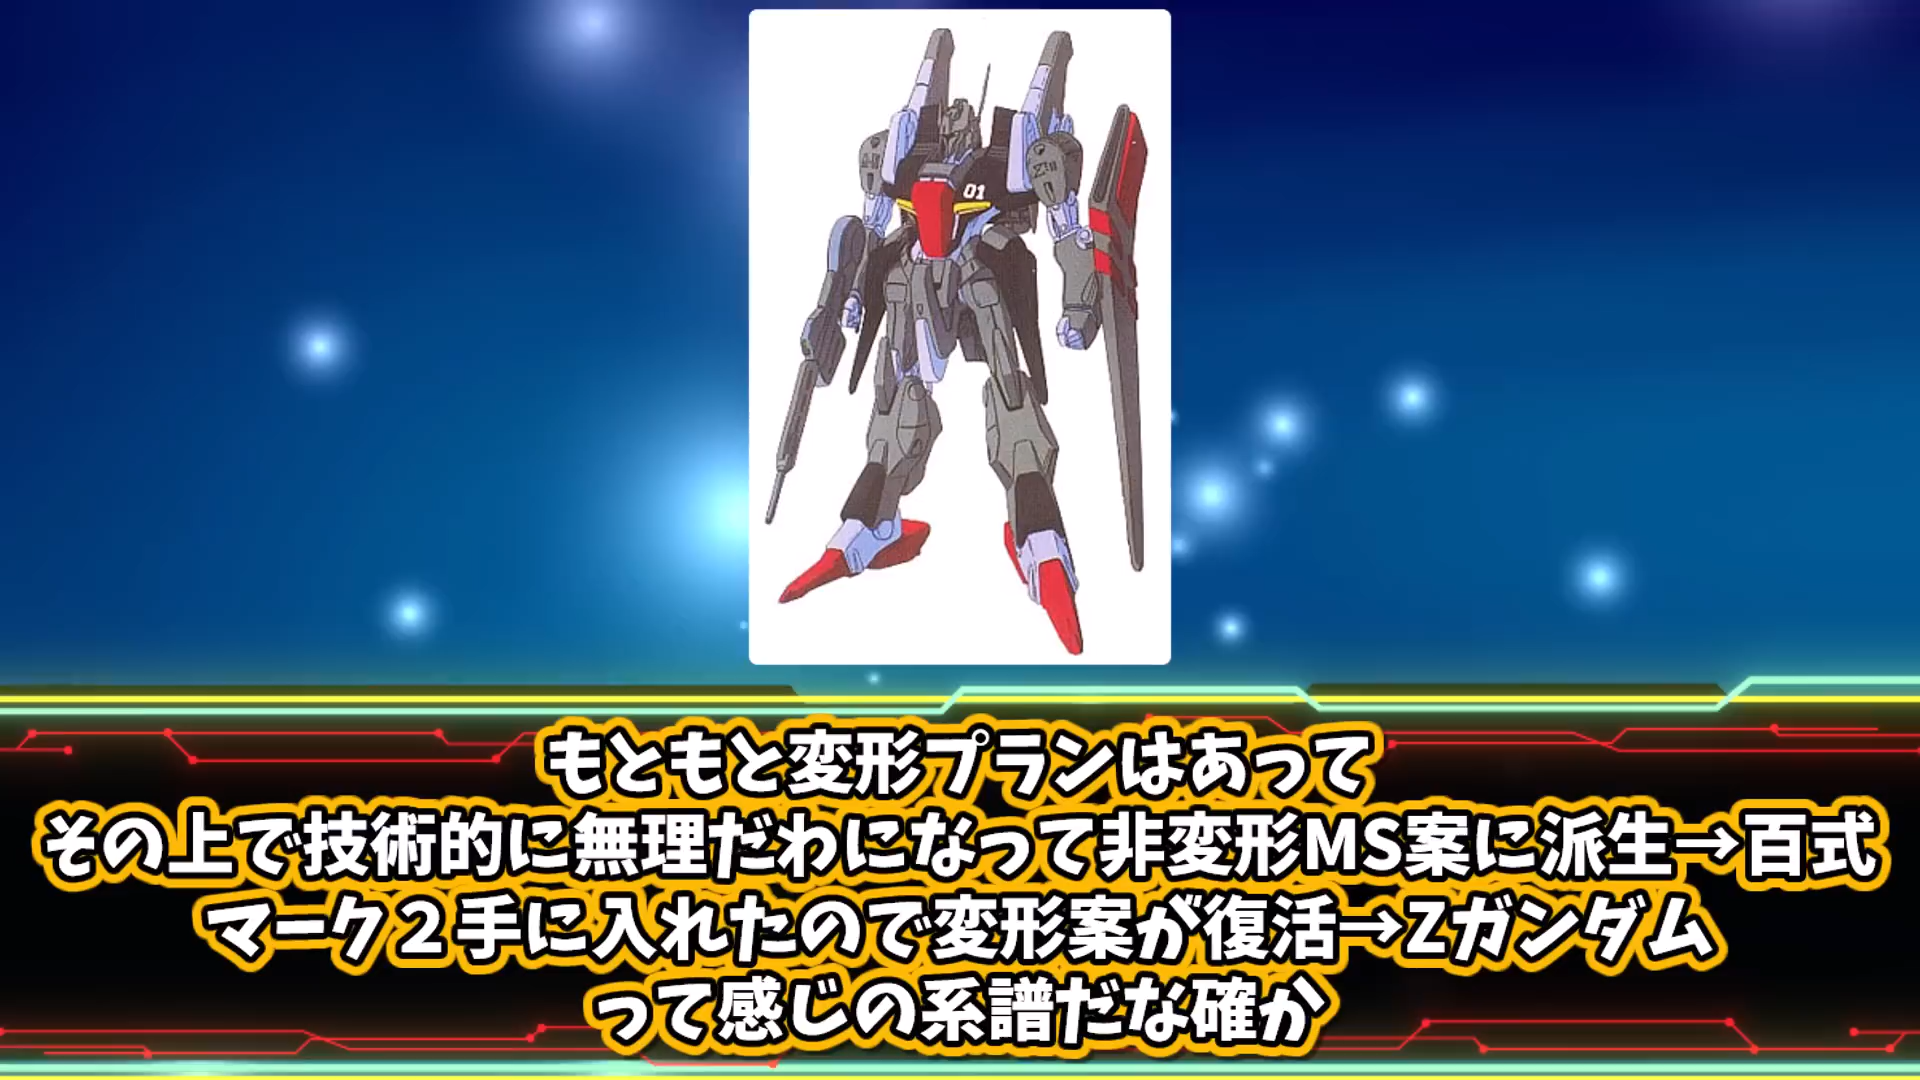 01
もともと変形プランはあって
その上で技術的に無理だわになって非変形MS案に派生→百式
マーク２手に入れたので変形案が復活→Zガンダム
って感じの系譜だな確か